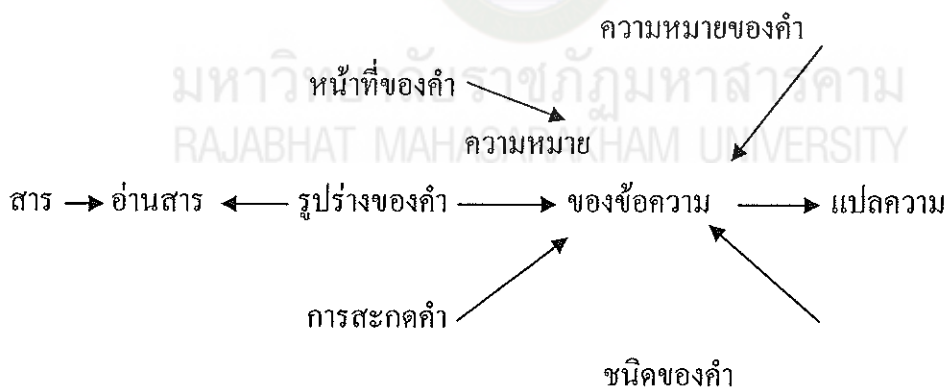 ความหมายของคำ
มหาวิทยาลัยราชภัฏมหาสารคาม
หน้าที่ของคำ
RAJABHAT MAHASARAKHAM UNIVERSITY
ความหมาย
สาร อ่านสาร รูปร่างของคำ ของข้อความ แปลความ
การสะกดคำ
ชนิดของคำ